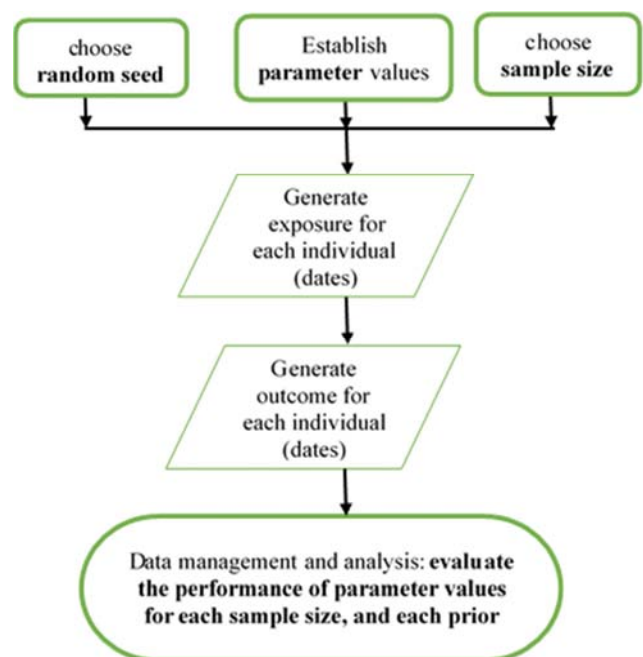 choose
random seed
Establish
parameter values
choose
sample size
Generate
exposure for
each individual
(dates)
Generate
outcome for
each individual
(dates)
Data management and analysis: evaluate
the performance of parameter values
for each sample size, and each prior